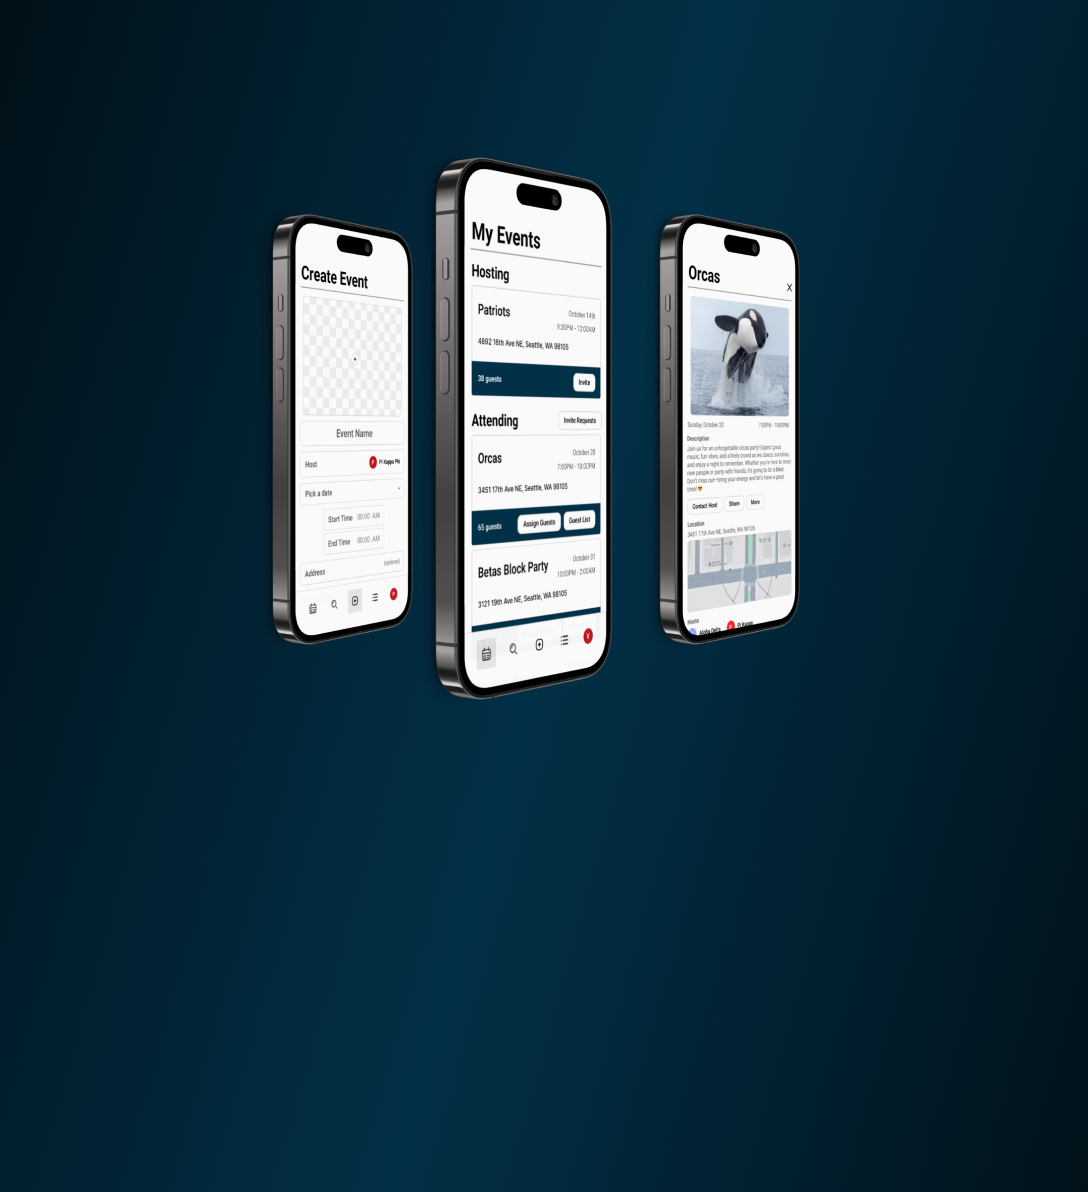 Create Event
Event Name
Host
P
Pi Kappa Phi
Pick a date
Start Time 00:00 AM
End Time 00:00 AM
Address
(optional)
P
My Events
Hosting
Patriots
October 14th
9:30PM - 12:00AM
4892 16th Ave NE, Seattle, WA 98105
38 guests
Invite
Attending
Invite Requests
Orcas
October 20
7:00PM - 10:00PM
3451 17th Ave NE, Seattle, WA 98105
65 guests
Assign Guests
Guest List
Betas Block Party
October 31
10:00PM - 2:00AM
3121 19th Ave NE, Seattle, WA 98105
V
Orcas
X
Sunday, October 20
7:00PM - 10:00PM
Description
Join us for an unforgettable orcas party! Expect great
music, fun vibes, and a lively crowd as we dance, socialize,
and enjoy a night to remember. Whether you're here to meet
new people or party with friends, it's going to be a blast.
Don't miss out—bring your energy and let's have a great
time! 😎
Contact Host
Share
More
Location
3451 17th Ave NE, Seattle, WA 98105
Hosts
Alpha Delta
P
Pi Kappa